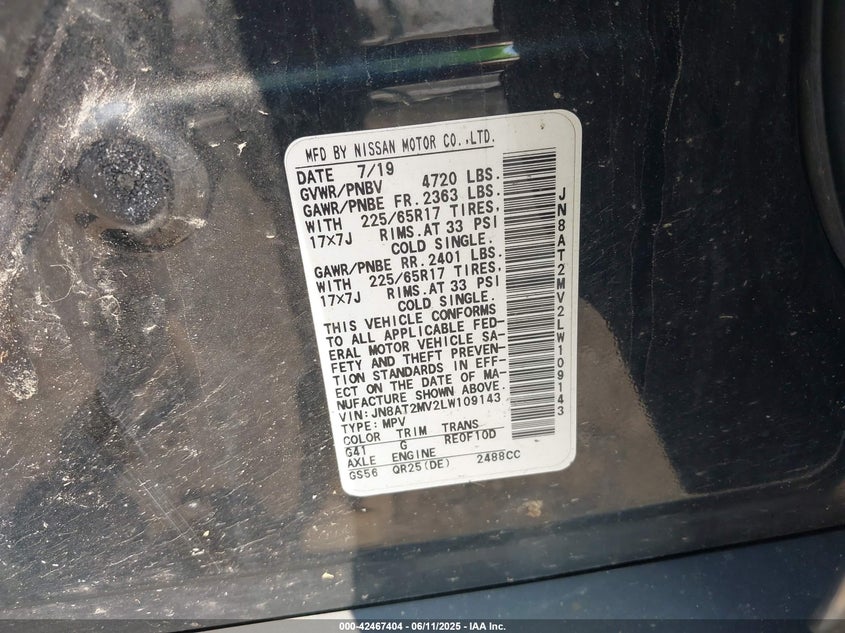 MFD BY NISSAN MOTOR CO.,LTD.
DATE 7/19
GVWR/PNBV 4720 LBS.
GAWR/PNBE FR. 2363 LBS.
WITH 225/65R17 TIRES,
17×7J RIMS.AT 33 PSI
COLD SINGLE.
GAWR/PNBE RR. 2401 LBS.
WITH 225/65R17 TIRES,
17×7J RIMS.AT 33 PSI
COLD SINGLE.
THIS VEHICLE CONFORMS
TO ALL APPLICABLE FED-
ERAL MOTOR VEHICLE SA-
FETY AND THEFT PREVEN-
TION STANDARDS IN EFF-
ECT ON THE DATE OF MA-
NUFACTURE SHOWN ABOVE.
VIN: JN8AT2MV2LW109143
TYPE: MPV
COLOR TRIM TRANS
G41 G RE0F10D
AXLE ENGINE
GS56 QR25(DE) 2488CC
JN8AT2MV2LW109143
000-42467404 - 06/11/2025 - IAA Inc.